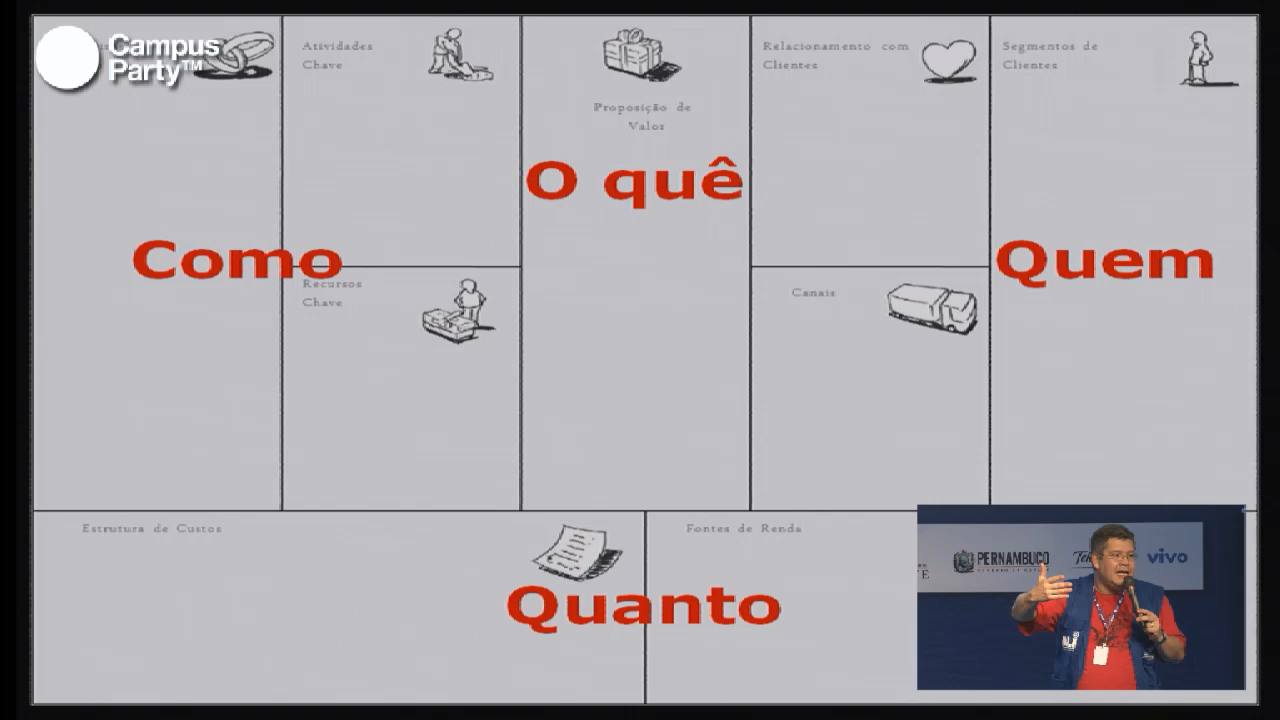 Campus
Party™
Atividades
Chave
Proposição de
Valor
Relacionamento com
Clientes
Segmentos de
Clientes
O quê
Como
Quem
Recursos
Chave
Canais
Estrutura de Custos
Fontes de Renda
Quanto
PERNAMBUCO
vivo